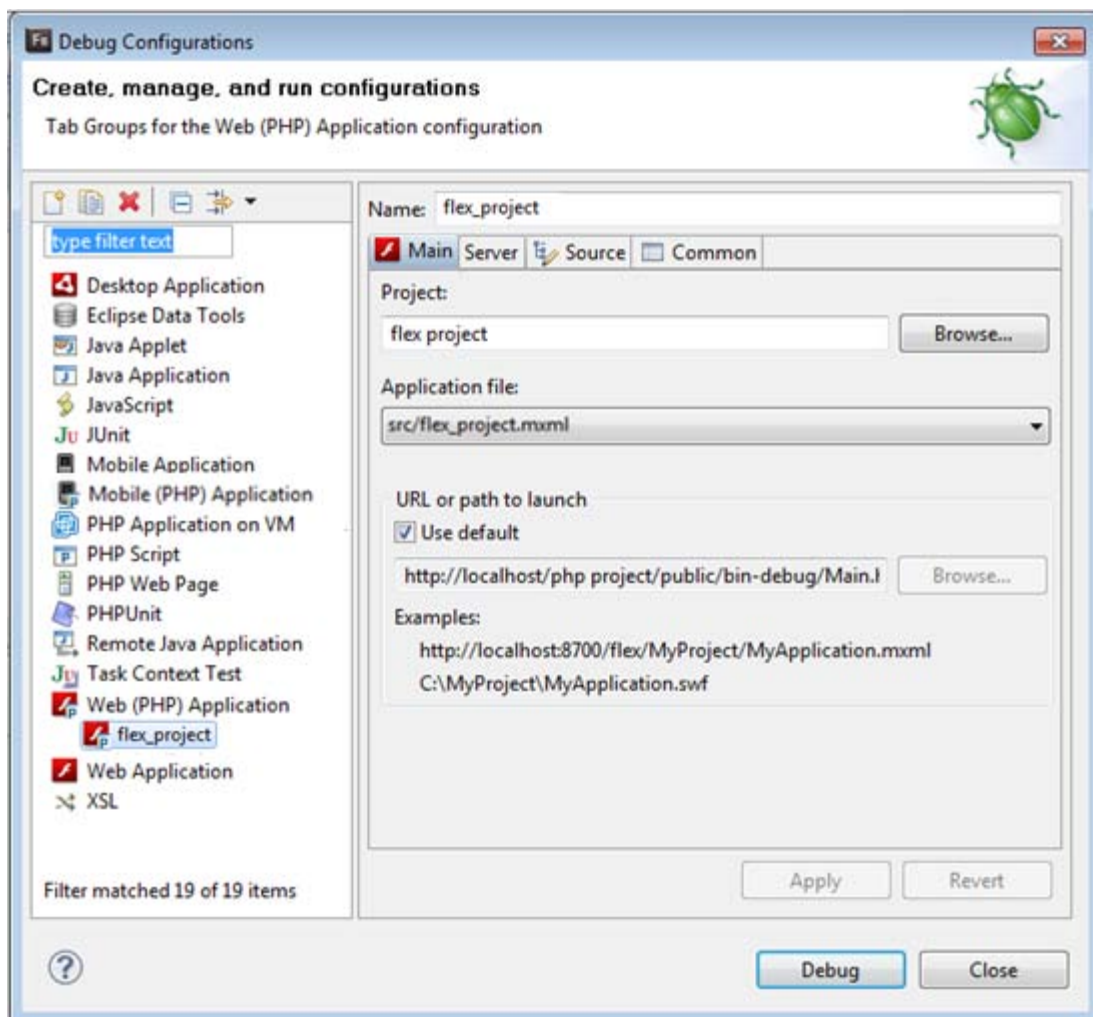 Fb Debug Configurations
Create, manage, and run configurations
Tab Groups for the Web (PHP) Application configuration
type filter text
Desktop Application
Eclipse Data Tools
Java Applet
Java Application
JavaScript
Ju JUnit
Mobile Application
Mobile (PHP) Application
PHP Application on VM
PHP Script
PHP Web Page
PHPUnit
Remote Java Application
Ju Task Context Test
Web (PHP) Application
flex_project
Web Application
XSL
Filter matched 19 of 19 items
Name: flex_project
Main Server Source Common
Project:
flex project Browse...
Application file:
src/flex_project.mxml
URL or path to launch
Use default
http://localhost/php project/public/bin-debug/Main.h Browse...
Examples:
http://localhost:8700/flex/MyProject/MyApplication.mxml
C:\MyProject\MyApplication.swf
Apply Revert
? Debug Close